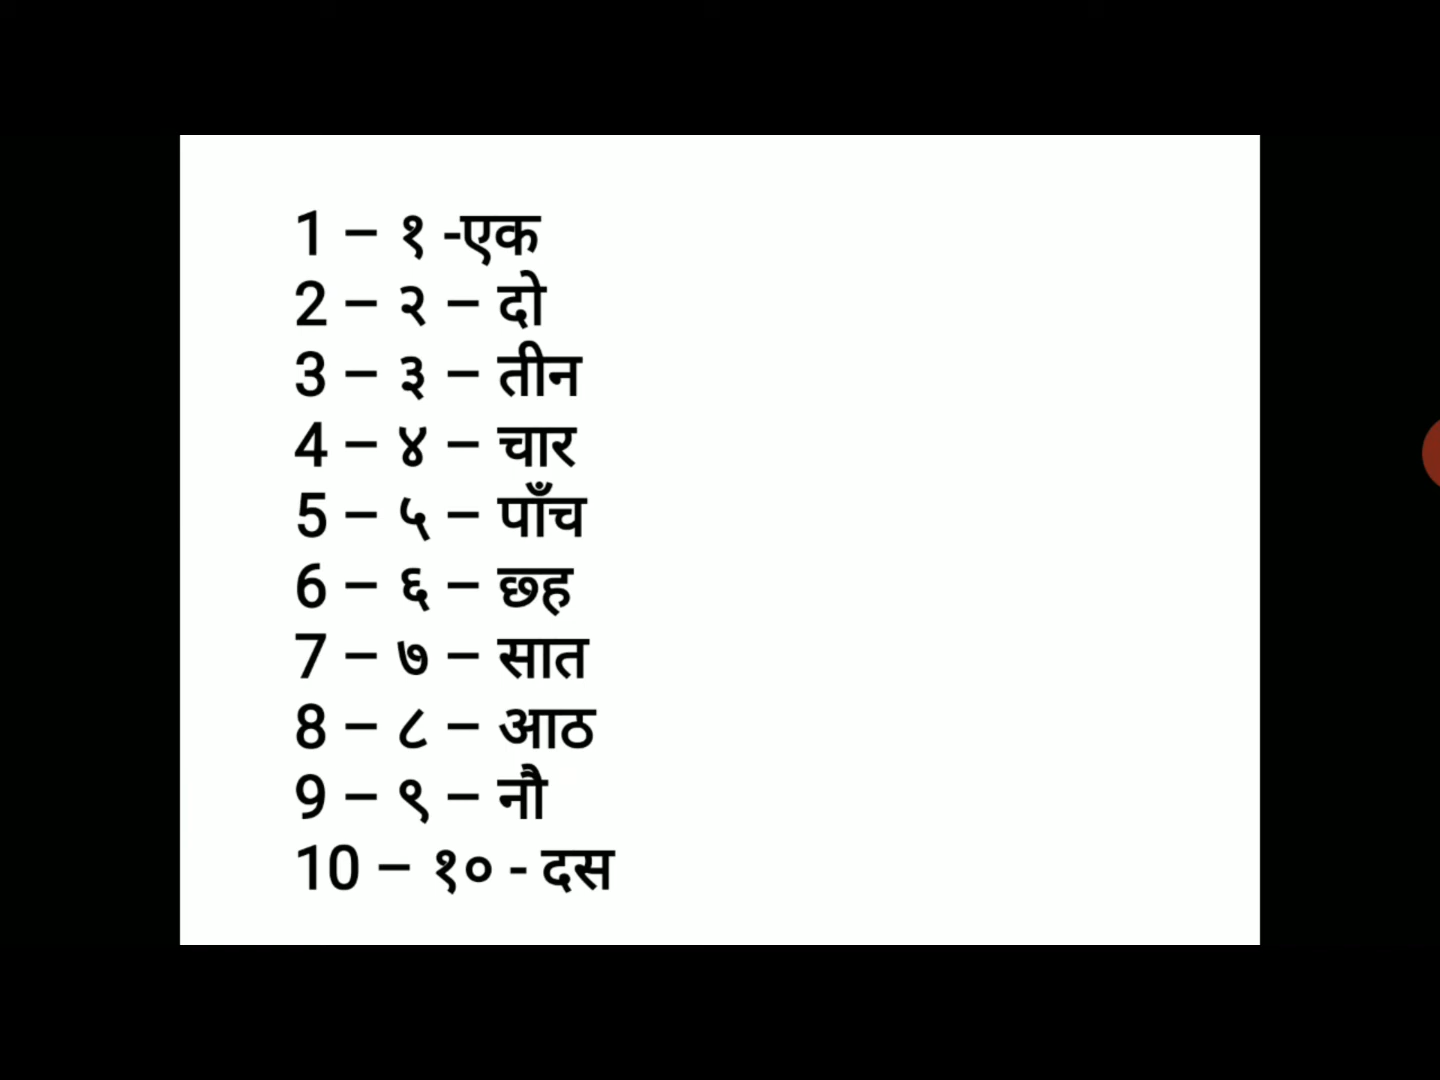 1 – १ -एक
2 – २ – दो
3 – ३ – तीन
4 – ४ – चार
5 – ५ – पाँच
6 – ६ – छ्ह
7 – ७ – सात
8 – ८ – आठ
9 – ९ – नौ
10 – १० - दस